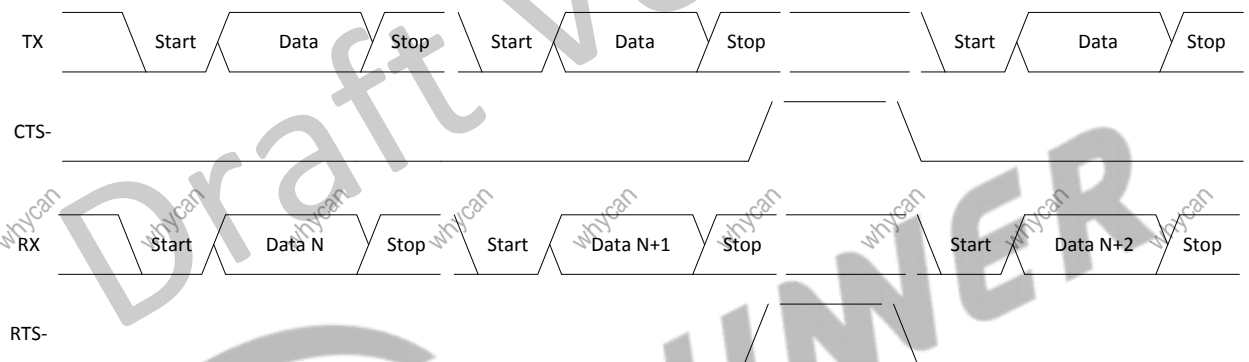 TX Start Data Stop Start Data Stop Start Data Stop
CTS-
RX Start Data N Stop Start Data N+1 Stop Start Data N+2 Stop
RTS-
Draft
whycan whycan whycan whycan whycan whycan whycan whycan whycan